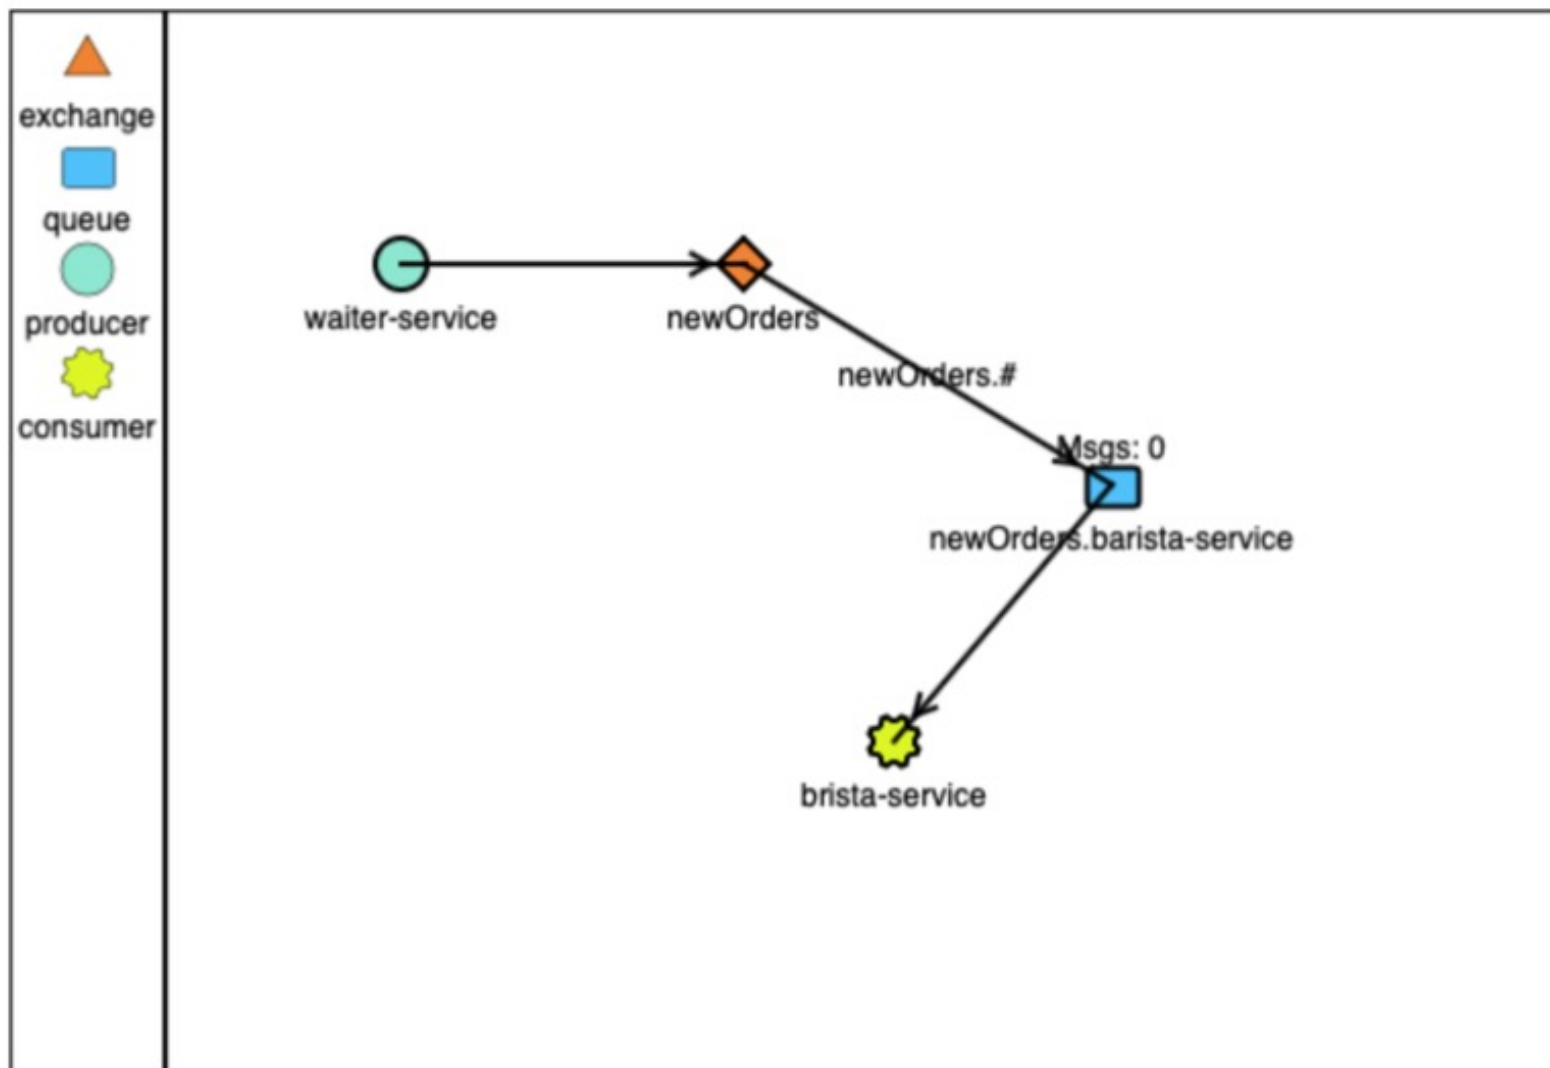 exchange
queue
producer
consumer
waiter-service
newOrders
newOrders.#
Msgs: 0
newOrders.barista-service
brista-service